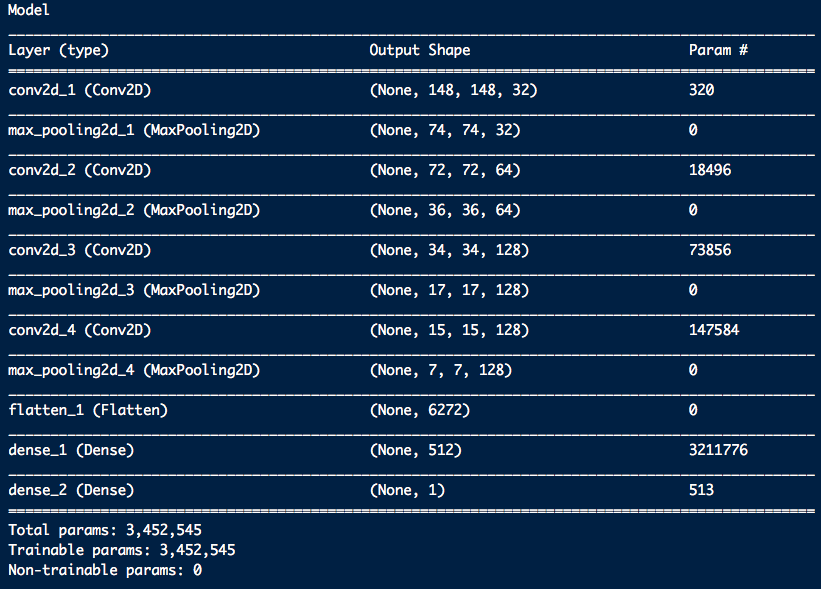 Model
Layer (type) Output Shape Param #
conv2d_1 (Conv2D) (None, 148, 148, 32) 320
max_pooling2d_1 (MaxPooling2D) (None, 74, 74, 32) 0
conv2d_2 (Conv2D) (None, 72, 72, 64) 18496
max_pooling2d_2 (MaxPooling2D) (None, 36, 36, 64) 0
conv2d_3 (Conv2D) (None, 34, 34, 128) 73856
max_pooling2d_3 (MaxPooling2D) (None, 17, 17, 128) 0
conv2d_4 (Conv2D) (None, 15, 15, 128) 147584
max_pooling2d_4 (MaxPooling2D) (None, 7, 7, 128) 0
flatten_1 (Flatten) (None, 6272) 0
dense_1 (Dense) (None, 512) 3211776
dense_2 (Dense) (None, 1) 513
Total params: 3,452,545
Trainable params: 3,452,545
Non-trainable params: 0